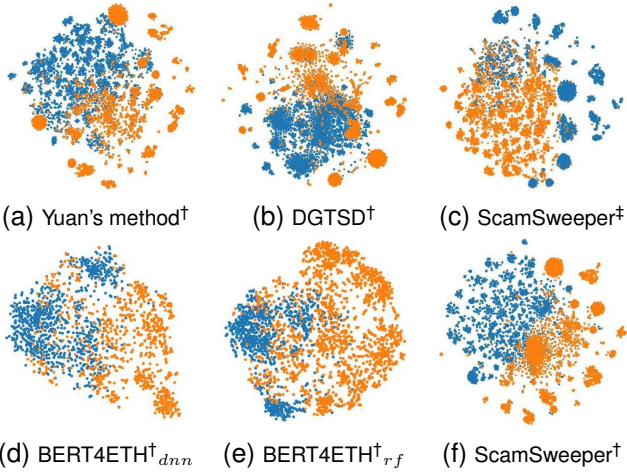 (a) Yuan's method†
(b) DGTSD†
(c) ScamSweeper‡
(d) BERT4ETH†dnn
(e) BERT4ETH†rf
(f) ScamSweeper†